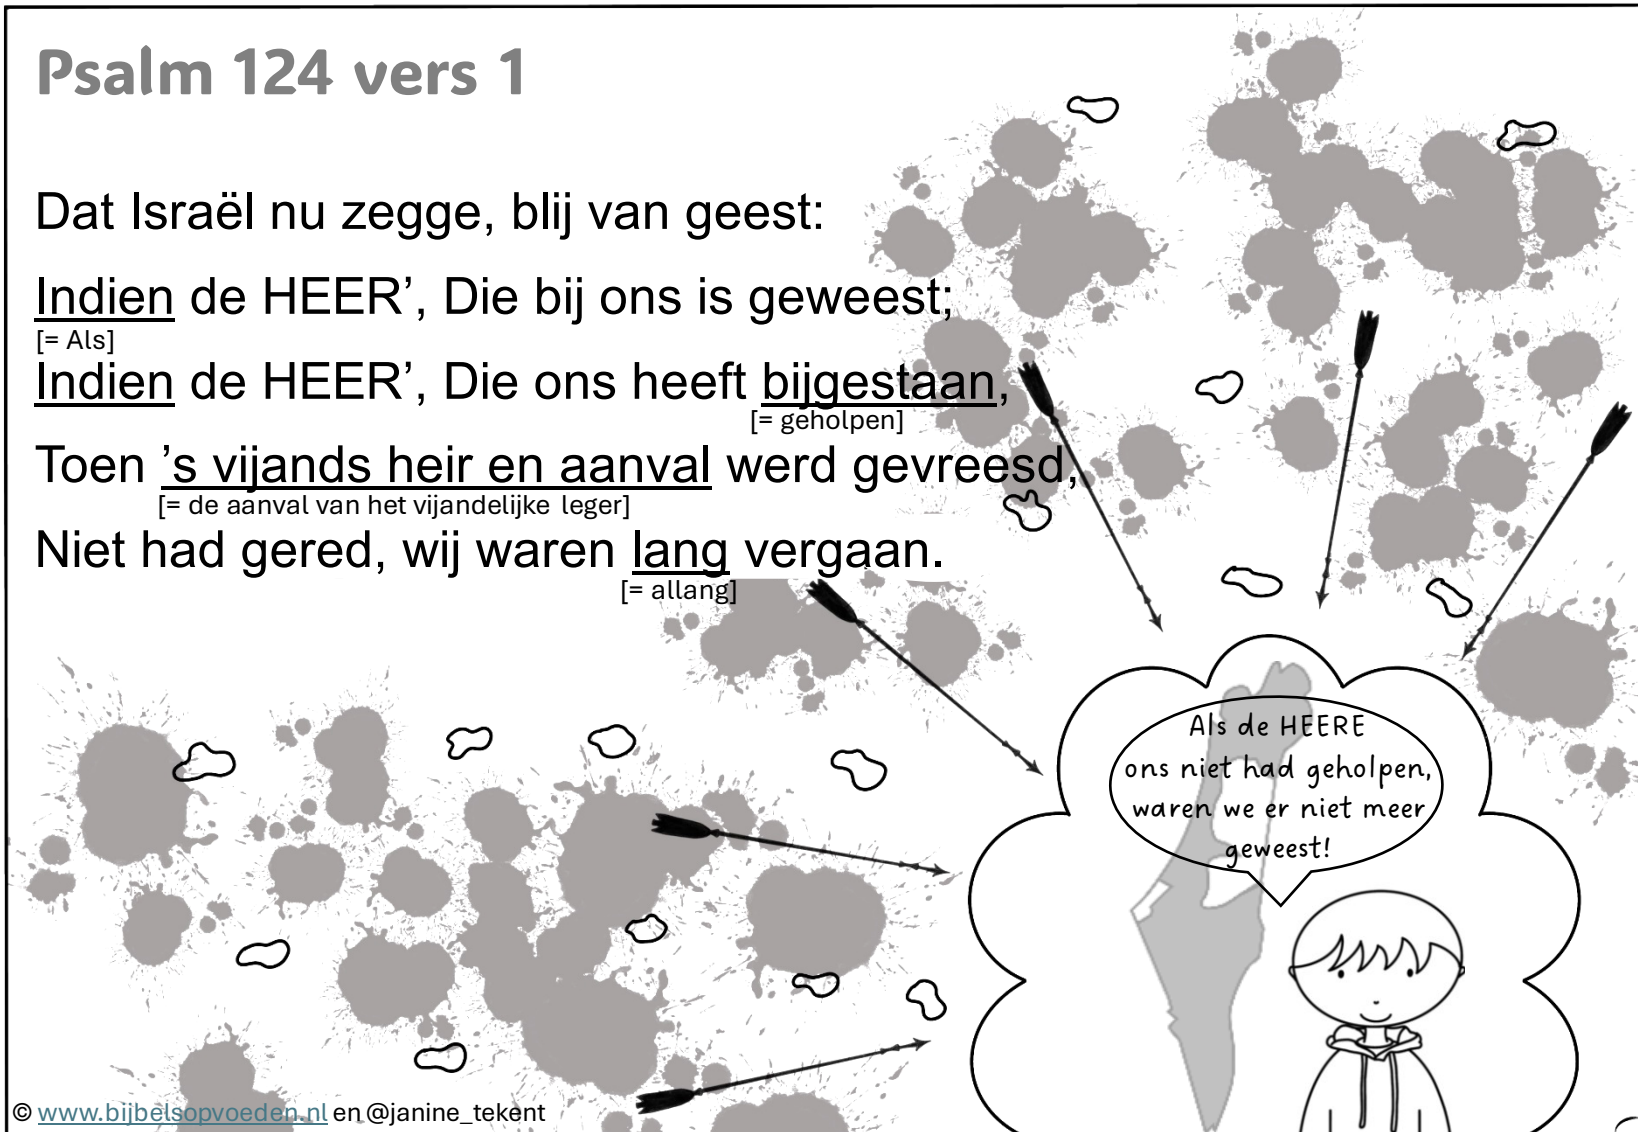 Psalm 124 vers 1
Dat Israël nu zegge, blij van geest:
Indien de HEER’, Die bij ons is geweest;
[= Als]
Indien de HEER’, Die ons heeft bijgestaan,
[= geholpen]
Toen ’s vijands heir en aanval werd gevreesd,
[= de aanval van het vijandelijke leger]
Niet had gered, wij waren lang vergaan.
[= allang]
Als de HEERE
ons niet had geholpen,
waren we er niet meer
geweest!
© www.bijbelsopvoeden.nl en @janine_tekent